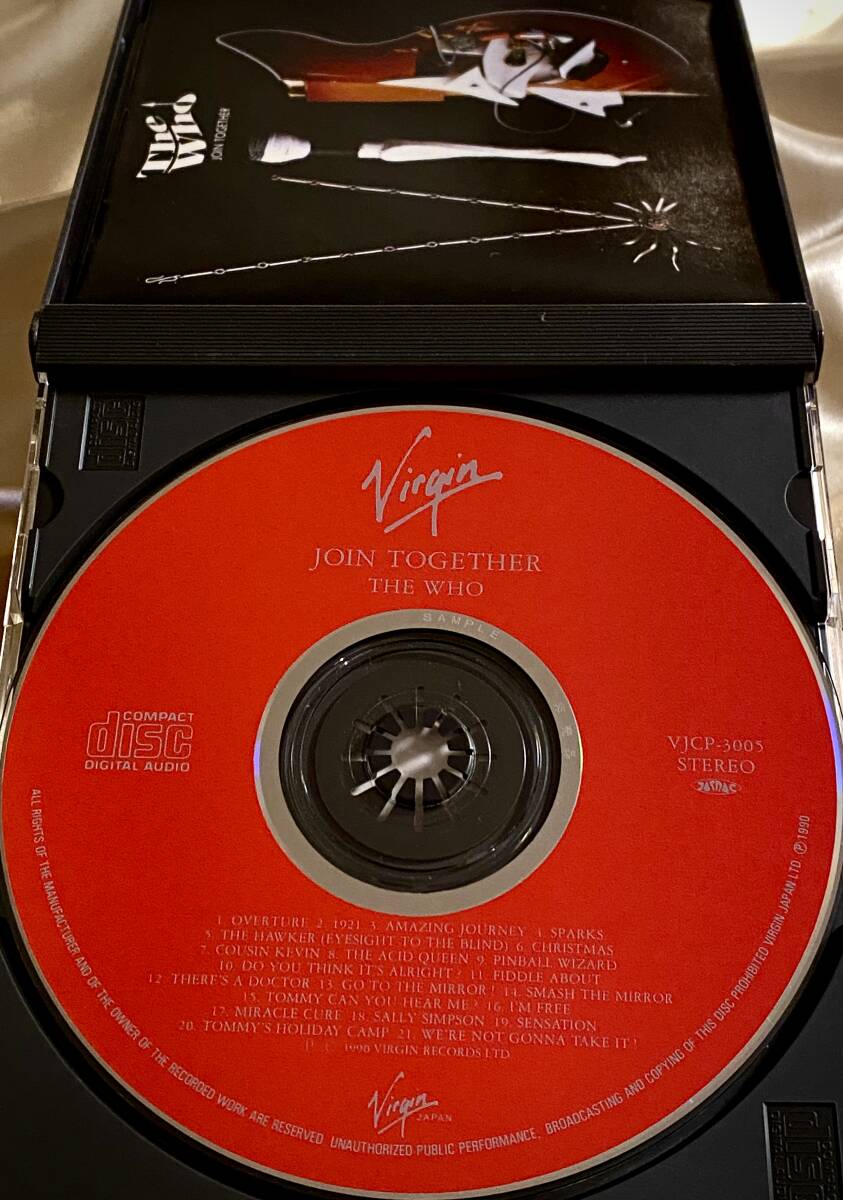 The
Who
JOIN TOGETHER
COMPACT
disc
DIGITAL AUDIO
Virgin
JOIN TOGETHER
THE WHO
SAMPLE
COMPACT
disc
DIGITAL AUDIO
VJCP-3005
STEREO
JASRAC
1. OVERTURE 2. 1921 3. AMAZING JOURNEY 4. SPARKS
5. THE HAWKER (EYESIGHT TO THE BLIND) 6. CHRISTMAS
7. COUSIN KEVIN 8. THE ACID QUEEN 9. PINBALL WIZARD
10. DO YOU THINK IT'S ALRIGHT? 11. FIDDLE ABOUT
12. THERE'S A DOCTOR 13. GO TO THE MIRROR! 14. SMASH THE MIRROR
15. TOMMY CAN YOU HEAR ME? 16. I'M FREE
17. MIRACLE CURE 18. SALLY SIMPSON 19. SENSATION
20. TOMMY'S HOLIDAY CAMP 21. WE'RE NOT GONNA TAKE IT!
℗ © 1990 VIRGIN RECORDS LTD
Virgin
JAPAN
ALL RIGHTS OF THE MANUFACTURER AND OF THE OWNER OF THE RECORDED WORK ARE RESERVED. UNAUTHORIZED PUBLIC PERFORMANCE, BROADCASTING AND COPYING OF THIS DISC PROHIBITED VIRGIN JAPAN LTD ℗ 1990
disc